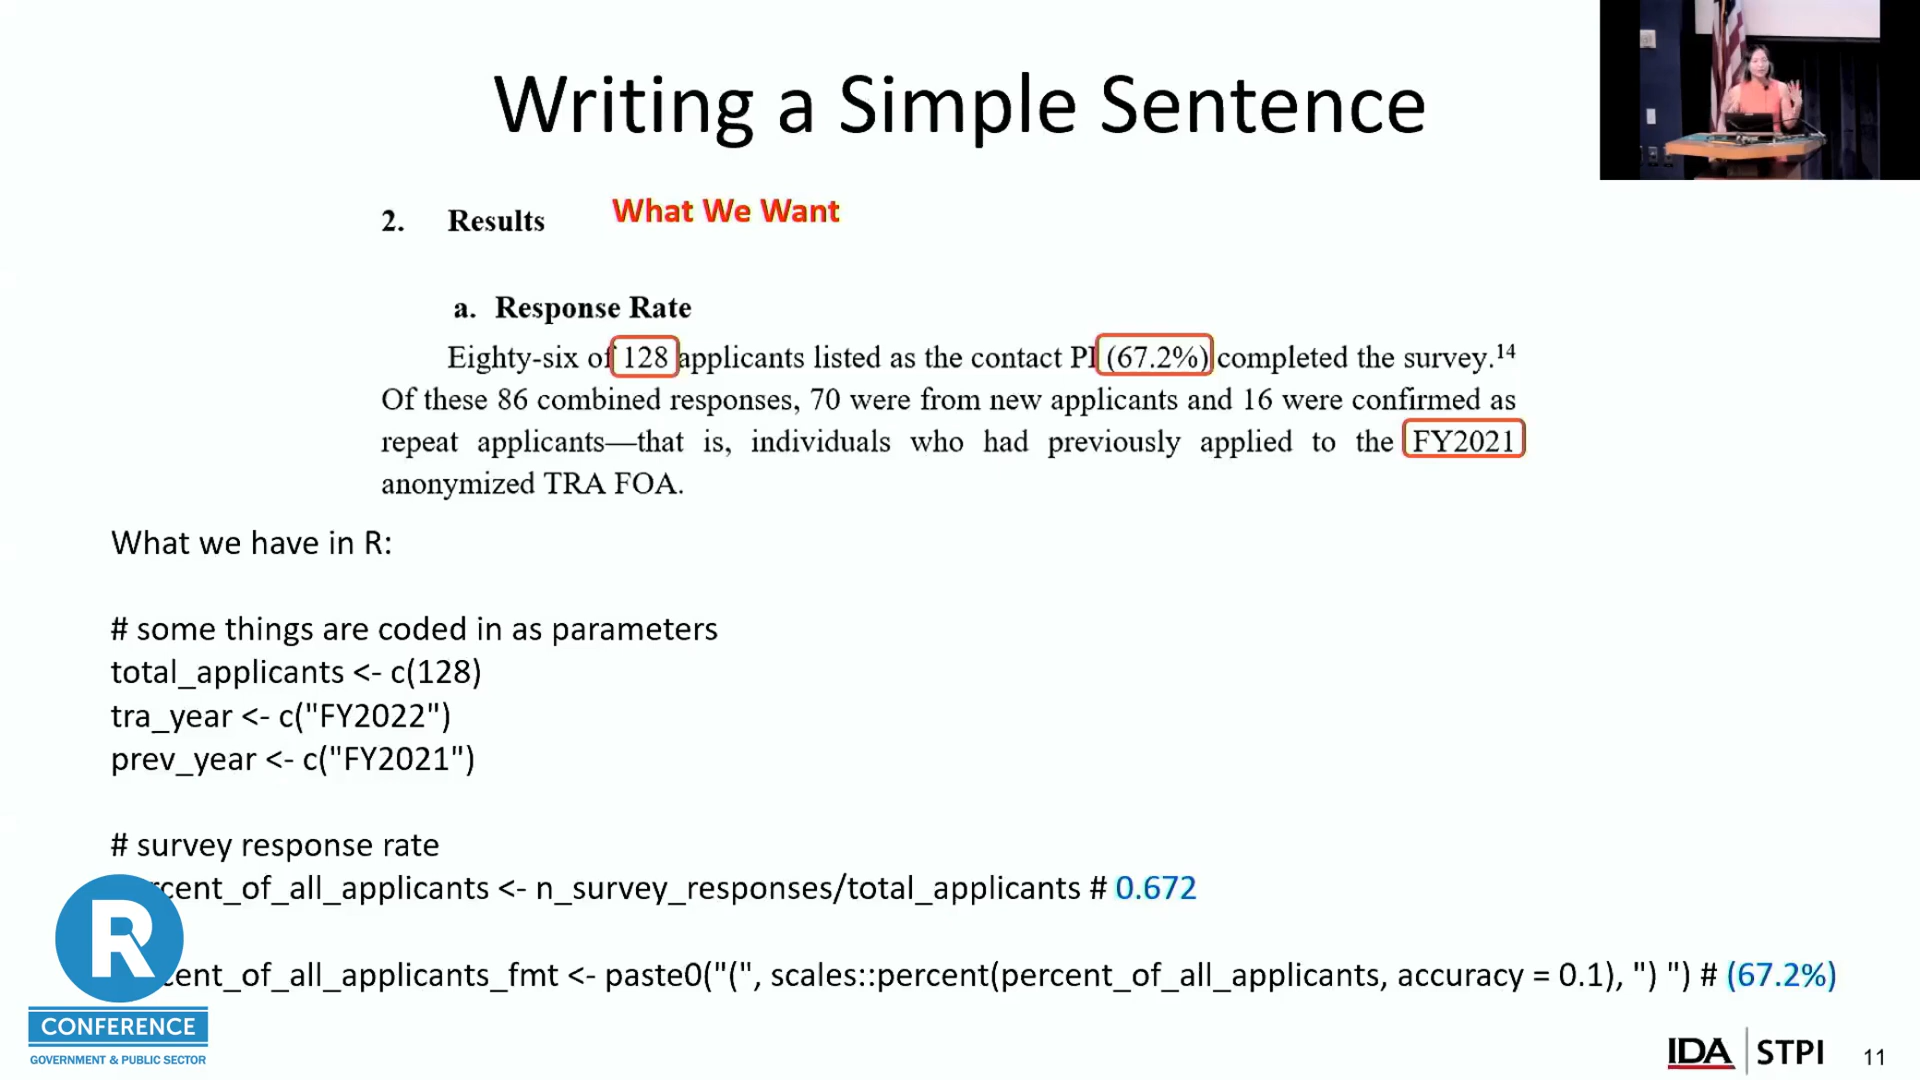 Writing a Simple Sentence
What We Want
2. Results
a. Response Rate
Eighty-six of 128 applicants listed as the contact PI (67.2%) completed the survey.14
Of these 86 combined responses, 70 were from new applicants and 16 were confirmed as
repeat applicants—that is, individuals who had previously applied to the FY2021
anonymized TRA FOA.
What we have in R:
# some things are coded in as parameters
total_applicants <- c(128)
tra_year <- c("FY2022")
prev_year <- c("FY2021")
# survey response rate
rcent_of_all_applicants <- n_survey_responses/total_applicants # 0.672
cent_of_all_applicants_fmt <- paste0("(", scales::percent(percent_of_all_applicants, accuracy = 0.1), ") ") # (67.2%)
R
CONFERENCE
GOVERNMENT & PUBLIC SECTOR
IDA STPI
11